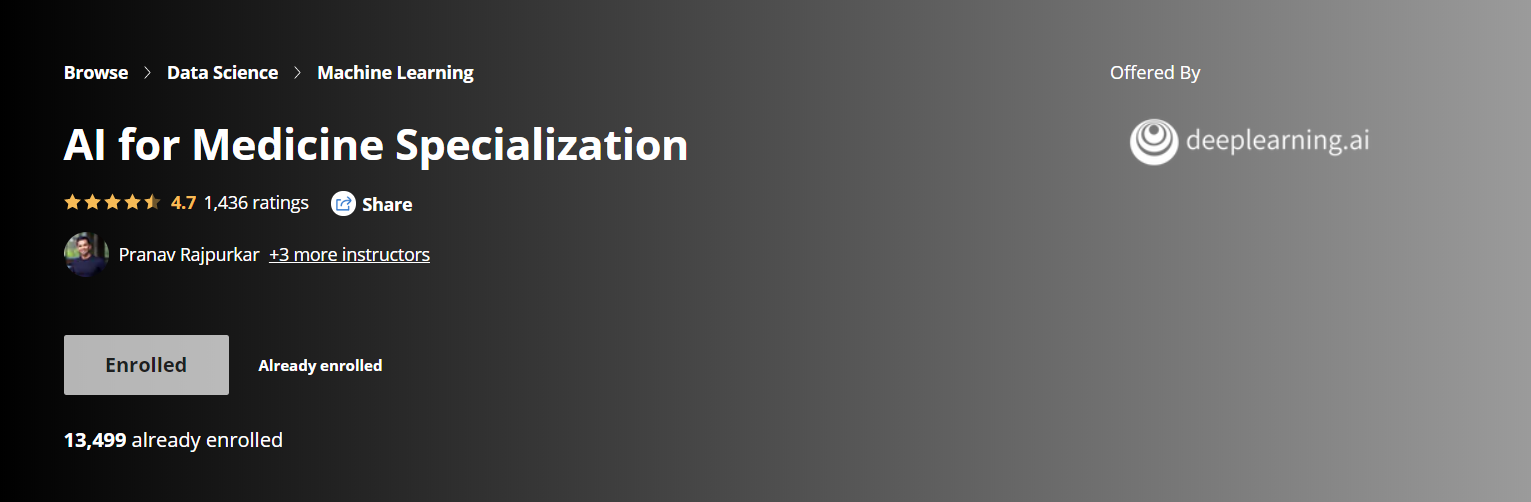 Browse > Data Science > Machine Learning
Offered By
deeplearning.ai
AI for Medicine Specialization
4.7 1,436 ratings Share
Pranav Rajpurkar +3 more instructors
Enrolled Already enrolled
13,499 already enrolled